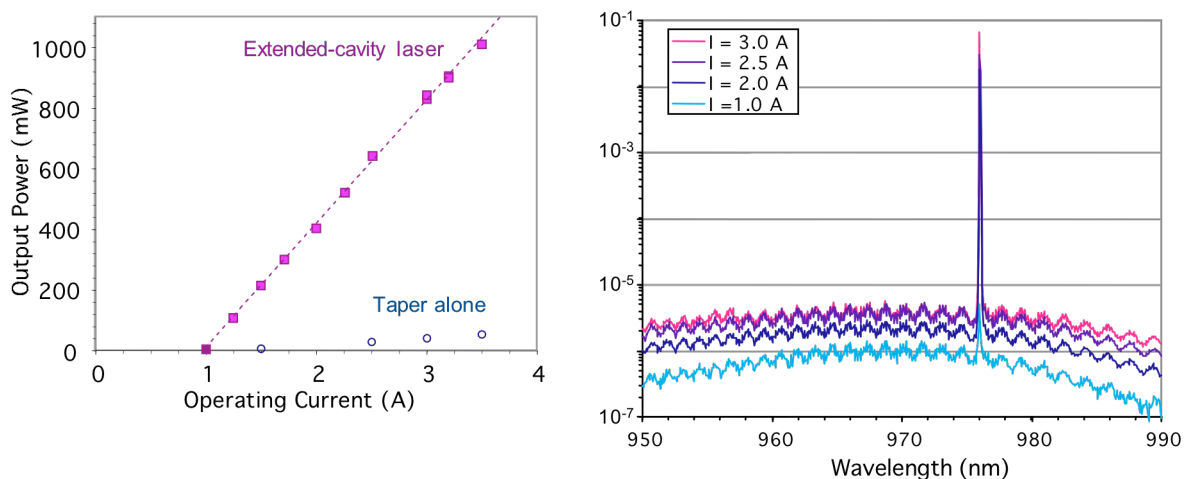 1000
800
600
400
200
0
Output Power (mW)
Extended-cavity laser
Taper alone
0 1 2 3 4
Operating Current (A)
10-1
10-3
10-5
10-7
I = 3.0 A
I = 2.5 A
I = 2.0 A
I =1.0 A
950 960 970 980 990
Wavelength (nm)